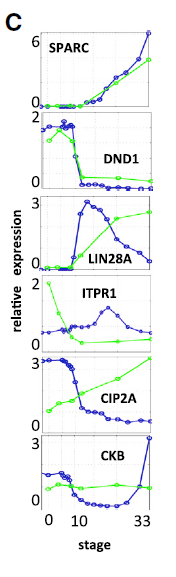 C
6
SPARC
0
2
DND1
0
3
LIN28A
0
2
ITPR1
0
3
CIP2A
0
3
CKB
0
0 10 33
stage
relative expression